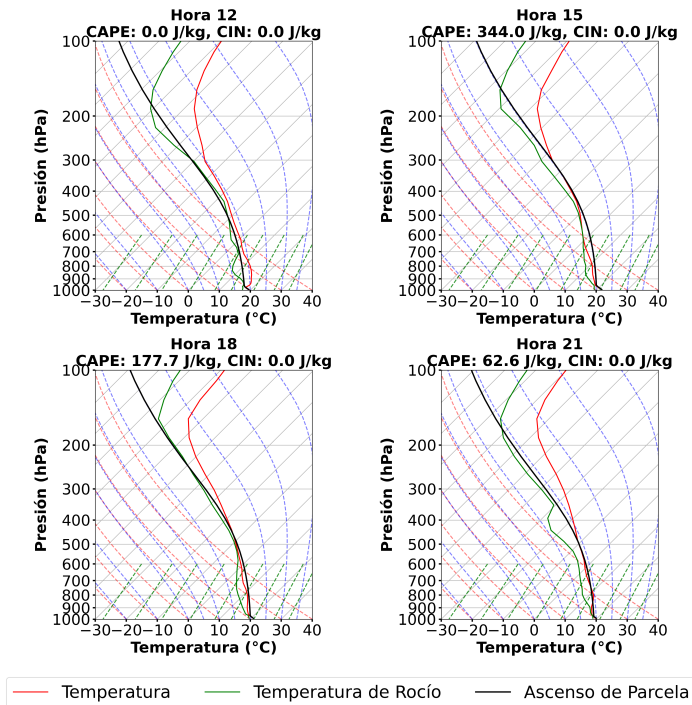 Hora 12
CAPE: 0.0 J/kg, CIN: 0.0 J/kg
Presión (hPa)
100
200
300
400
500
600
700
800
900
1000
−30 −20 −10 0 10 20 30 40
Temperatura (°C)
Hora 15
CAPE: 344.0 J/kg, CIN: 0.0 J/kg
Presión (hPa)
100
200
300
400
500
600
700
800
900
1000
−30 −20 −10 0 10 20 30 40
Temperatura (°C)
Hora 18
CAPE: 177.7 J/kg, CIN: 0.0 J/kg
Presión (hPa)
100
200
300
400
500
600
700
800
900
1000
−30 −20 −10 0 10 20 30 40
Temperatura (°C)
Hora 21
CAPE: 62.6 J/kg, CIN: 0.0 J/kg
Presión (hPa)
100
200
300
400
500
600
700
800
900
1000
−30 −20 −10 0 10 20 30 40
Temperatura (°C)
Temperatura Temperatura de Rocío Ascenso de Parcela